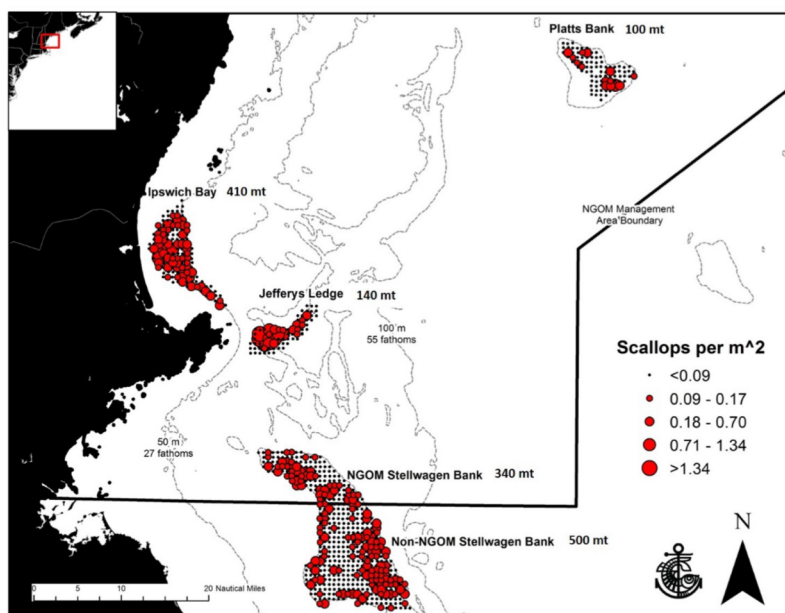 Platts Bank 100 mt
Ipswich Bay 410 mt
NGOM Management
Area Boundary
Jefferys Ledge 140 mt
100 m
55 fathoms
Scallops per m^2
<0.09
0.09 - 0.17
0.18 - 0.70
0.71 - 1.34
>1.34
50 m
27 fathoms
NGOM Stellwagen Bank 340 mt
Non-NGOM Stellwagen Bank 500 mt
N
0 5 10 20 Nautical Miles